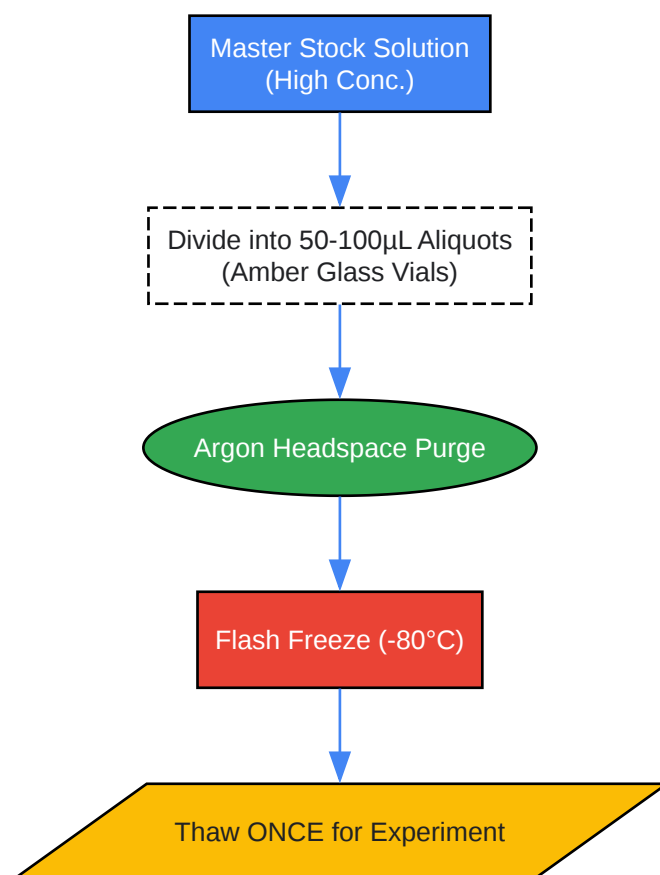 Master Stock Solution
(High Conc.)
Divide into 50-100µL Aliquots
(Amber Glass Vials)
Argon Headspace Purge
Flash Freeze (-80°C)
Thaw ONCE for Experiment